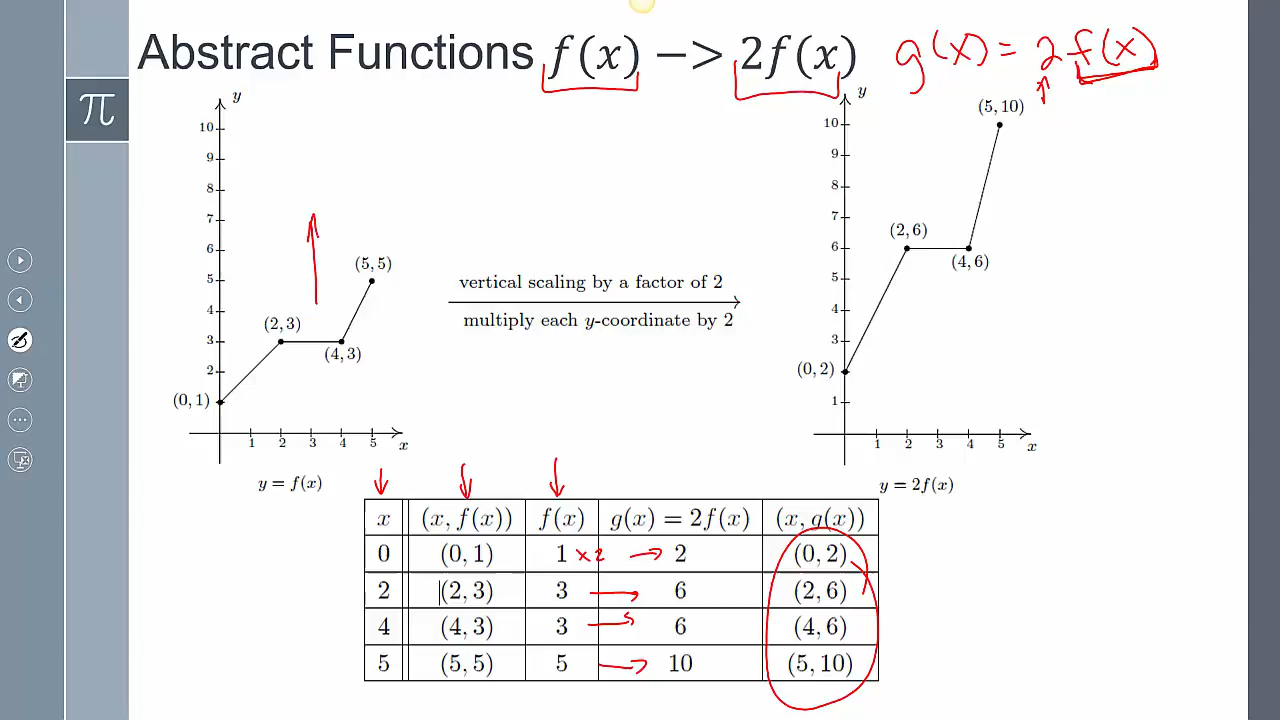 Abstract Functions f(x) −> 2f(x)
g(x) = 2f(x)
π
y
10
9
8
7
6
5
4
3
2
(0, 1)
(2, 3)
(4, 3)
(5, 5)
1 2 3 4 5 x
y = f(x)
vertical scaling by a factor of 2
multiply each y-coordinate by 2
y
10
9
8
7
6
5
4
3
1
(0, 2)
(2, 6)
(4, 6)
(5, 10)
1 2 3 4 5 x
y = 2f(x)
x (x, f(x)) f(x) g(x) = 2f(x) (x, g(x))
0 (0, 1) 1 ×2 2 (0, 2)
2 (2, 3) 3 6 (2, 6)
4 (4, 3) 3 6 (4, 6)
5 (5, 5) 5 10 (5, 10)